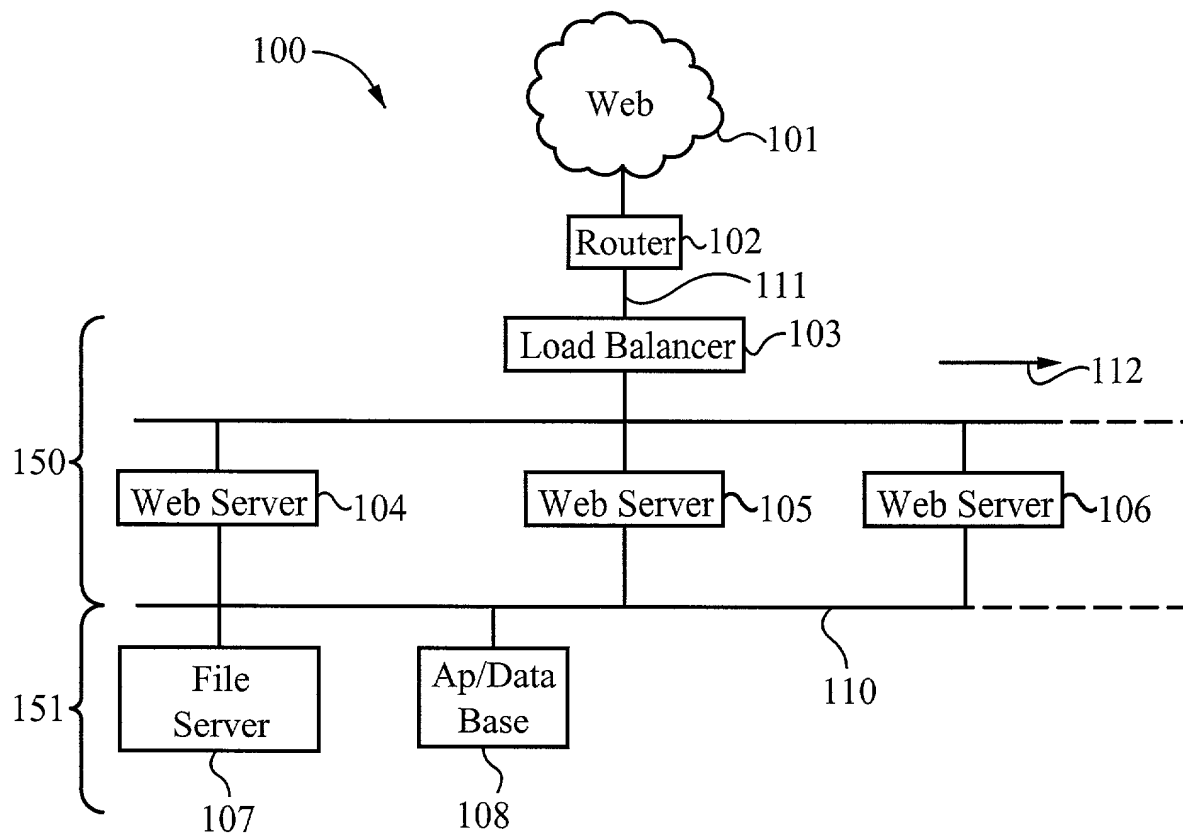 100
Web
101
Router
102
111
Load Balancer
103
112
150
Web Server
104
Web Server
105
Web Server
106
151
File
Server
Ap/Data
Base
110
107
108